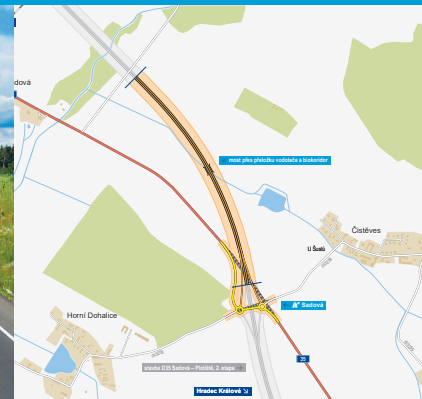 dová
most přes přeložku vodoteče a biokoridor
Čistěves
U Šustů
Sadová
Horní Dohalice
stavba D35 Sadová – Plotiště, 2. etapa
35
Hradec Králové